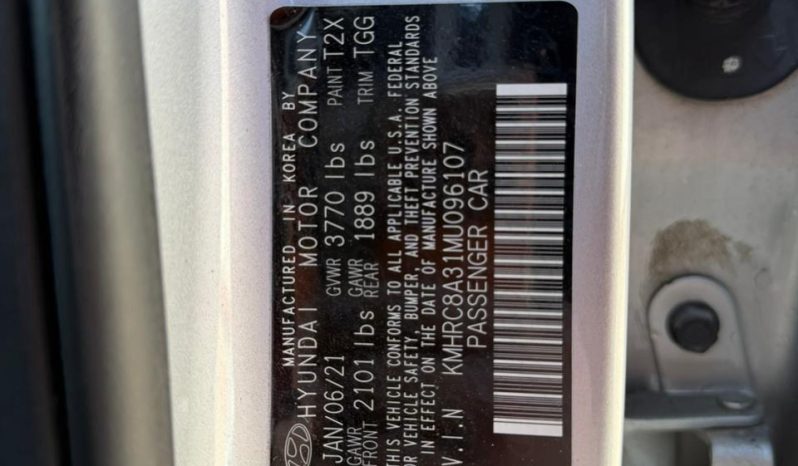 MANUFACTURED IN KOREA BY
HYUNDAI MOTOR COMPANY
JAN/06/21 GVWR 3770 lbs PAINT T2X
GAWR FRONT 2101 lbs GAWR REAR 1889 lbs TRIM TGG
THIS VEHICLE CONFORMS TO ALL APPLICABLE U.S.A. FEDERAL
MOTOR VEHICLE SAFETY, BUMPER, AND THEFT PREVENTION STANDARDS
IN EFFECT ON THE DATE OF MANUFACTURE SHOWN ABOVE
V.I.N KMHRC8A31MU096107
PASSENGER CAR